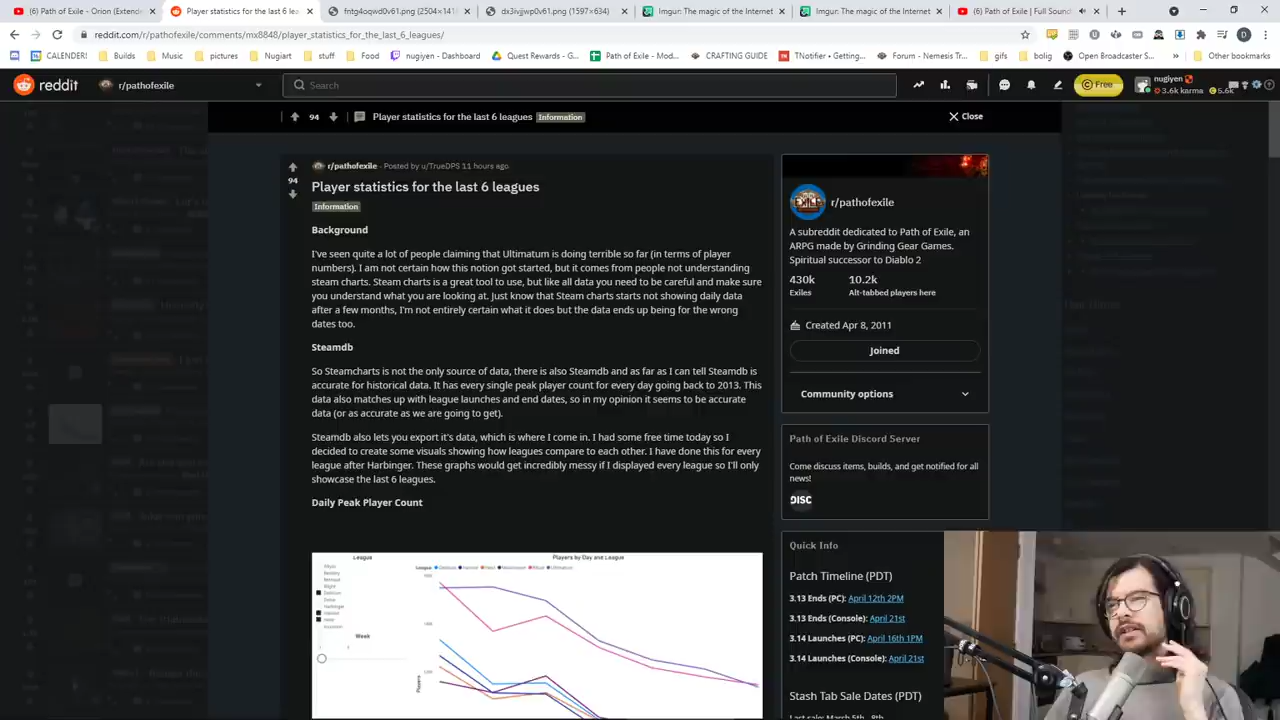 (6) Path of Exile - Orion (Extend
Player statistics for the last 6 lea
fntg4oqwd0v61.png (2504×141
dx3ivjjwp0v61.png (1597×634)
Imgur: The magic of the Internet
Imgur: The magic of the Internet
(6) Path of Exile | Full Sound
reddit.com/r/pathofexile/comments/mx8848/player_statistics_for_the_last_6_leagues/
CALENDER!
Builds
Music
pictures
Nugiart
stuff
nugiyen - Dashboard
Quest Rewards - G...
Path of Exile - Mod...
CRAFTING GUIDE
TNotifier - Getting...
Forum - Nemesis Tr...
gifs
bolig
Open Broadcaster S...
Other bookmarks
reddit
r/pathofexile
Search
Free
nugiyen
3.6k karma
5.6k
94
Player statistics for the last 6 leagues
Information
Close
r/pathofexile · Posted by u/TrueDPS 11 hours ago
94
Player statistics for the last 6 leagues
Information
Background
I've seen quite a lot of people claiming that Ultimatum is doing terrible so far (in terms of player
numbers). I am not certain how this notion got started, but it comes from people not understanding
steam charts. Steam charts is a great tool to use, but like all data you need to be careful and make sure
you understand what you are looking at. Just know that Steam charts starts not showing daily data
after a few months, I'm not entirely certain what it does but the data ends up being for the wrong
dates too.
Steamdb
So Steamcharts is not the only source of data, there is also Steamdb and as far as I can tell Steamdb is
accurate for historical data. It has every single peak player count for every day going back to 2013. This
data also matches up with league launches and end dates, so in my opinion it seems to be accurate
data (or as accurate as we are going to get).
Steamdb also lets you export it's data, which is where I come in. I had some free time today so I
decided to create some visuals showing how leagues compare to each other. I have done this for every
league after Harbinger. These graphs would get incredibly messy if I displayed every league so I'll only
showcase the last 6 leagues.
Daily Peak Player Count
League
Players by Day and League
Week
Players
r/pathofexile
A subreddit dedicated to Path of Exile, an
ARPG made by Grinding Gear Games.
Spiritual successor to Diablo 2
430k
10.2k
Exiles
Alt-tabbed players here
Created Apr 8, 2011
Joined
Community options
Path of Exile Discord Server
Come discuss items, builds, and get notified for all
news!
DISC
Quick Info
Patch Timeline (PDT)
3.13 Ends (PC): April 12th 2PM
3.13 Ends (Console): April 21st
3.14 Launches (PC): April 16th 1PM
3.14 Launches (Console): April 21st
Stash Tab Sale Dates (PDT)